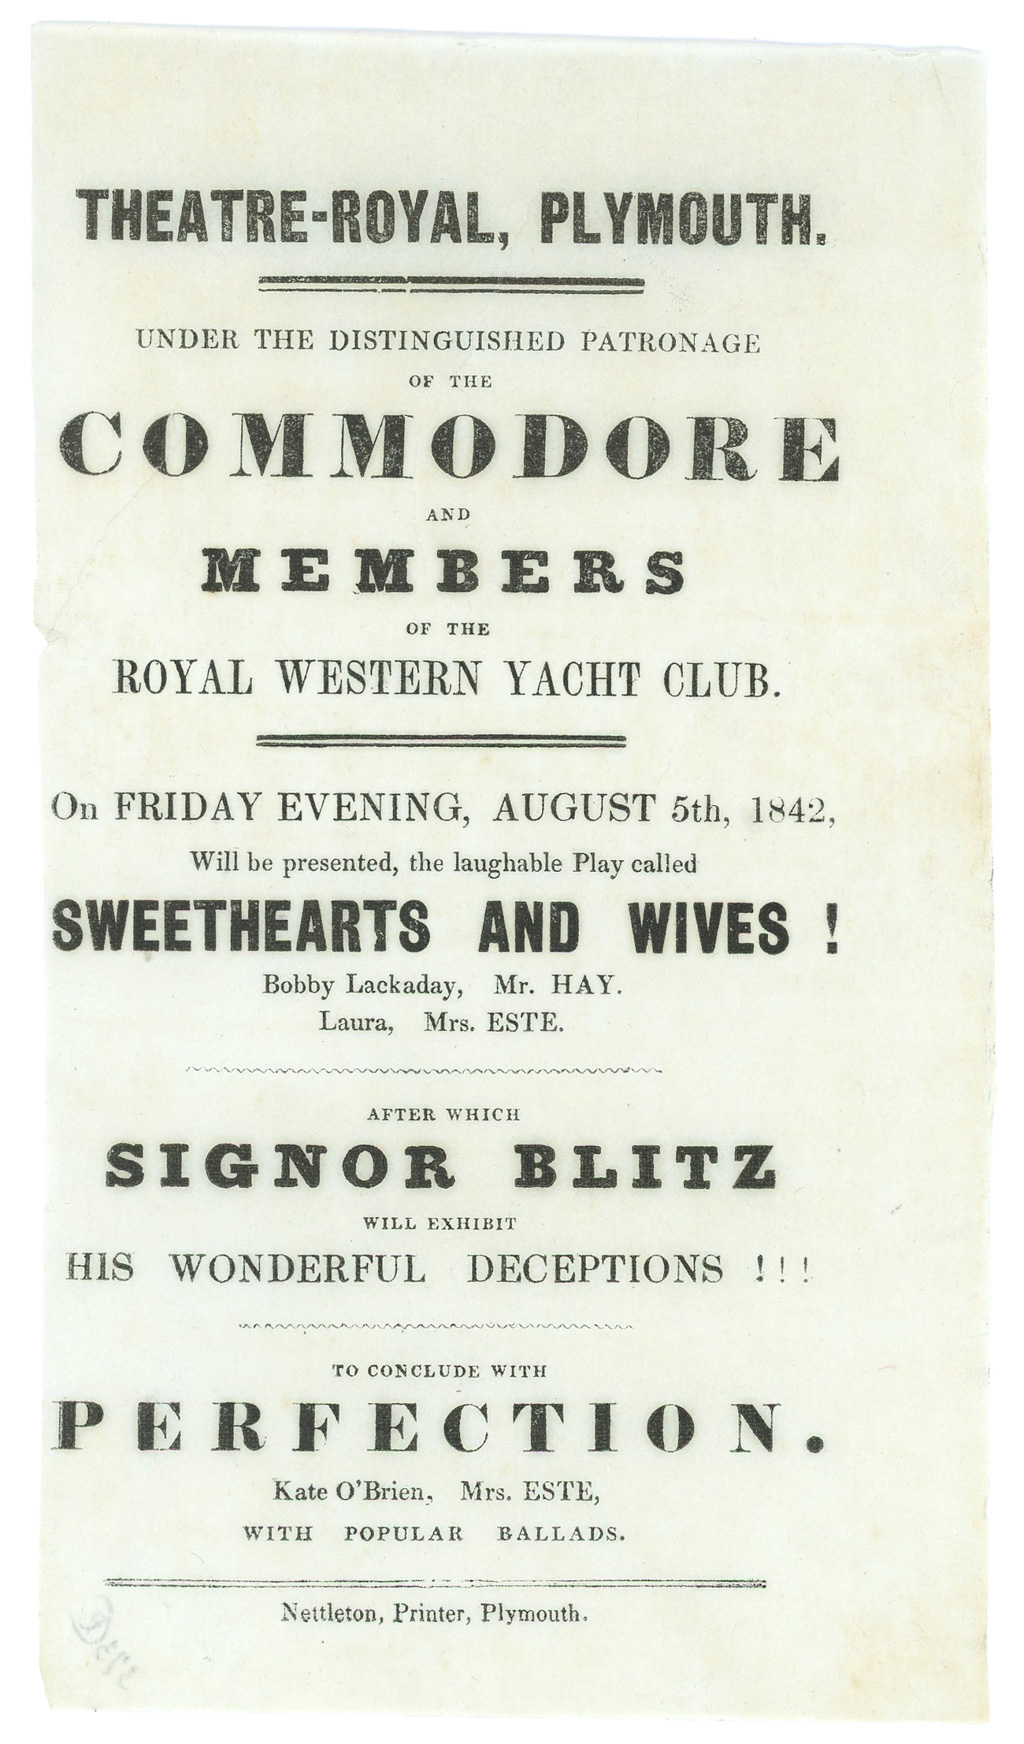 THEATRE-ROYAL, PLYMOUTH.
UNDER THE DISTINGUISHED PATRONAGE
OF THE
COMMODORE
AND
MEMBERS
OF THE
ROYAL WESTERN YACHT CLUB.
On FRIDAY EVENING, AUGUST 5th, 1842,
Will be presented, the laughable Play called
SWEETHEARTS AND WIVES !
Bobby Lackaday, Mr. HAY.
Laura, Mrs. ESTE.
AFTER WHICH
SIGNOR BLITZ
WILL EXHIBIT
HIS WONDERFUL DECEPTIONS ! ! !
TO CONCLUDE WITH
PERFECTION.
Kate O'Brien, Mrs. ESTE,
WITH POPULAR BALLADS.
Nettleton, Printer, Plymouth.